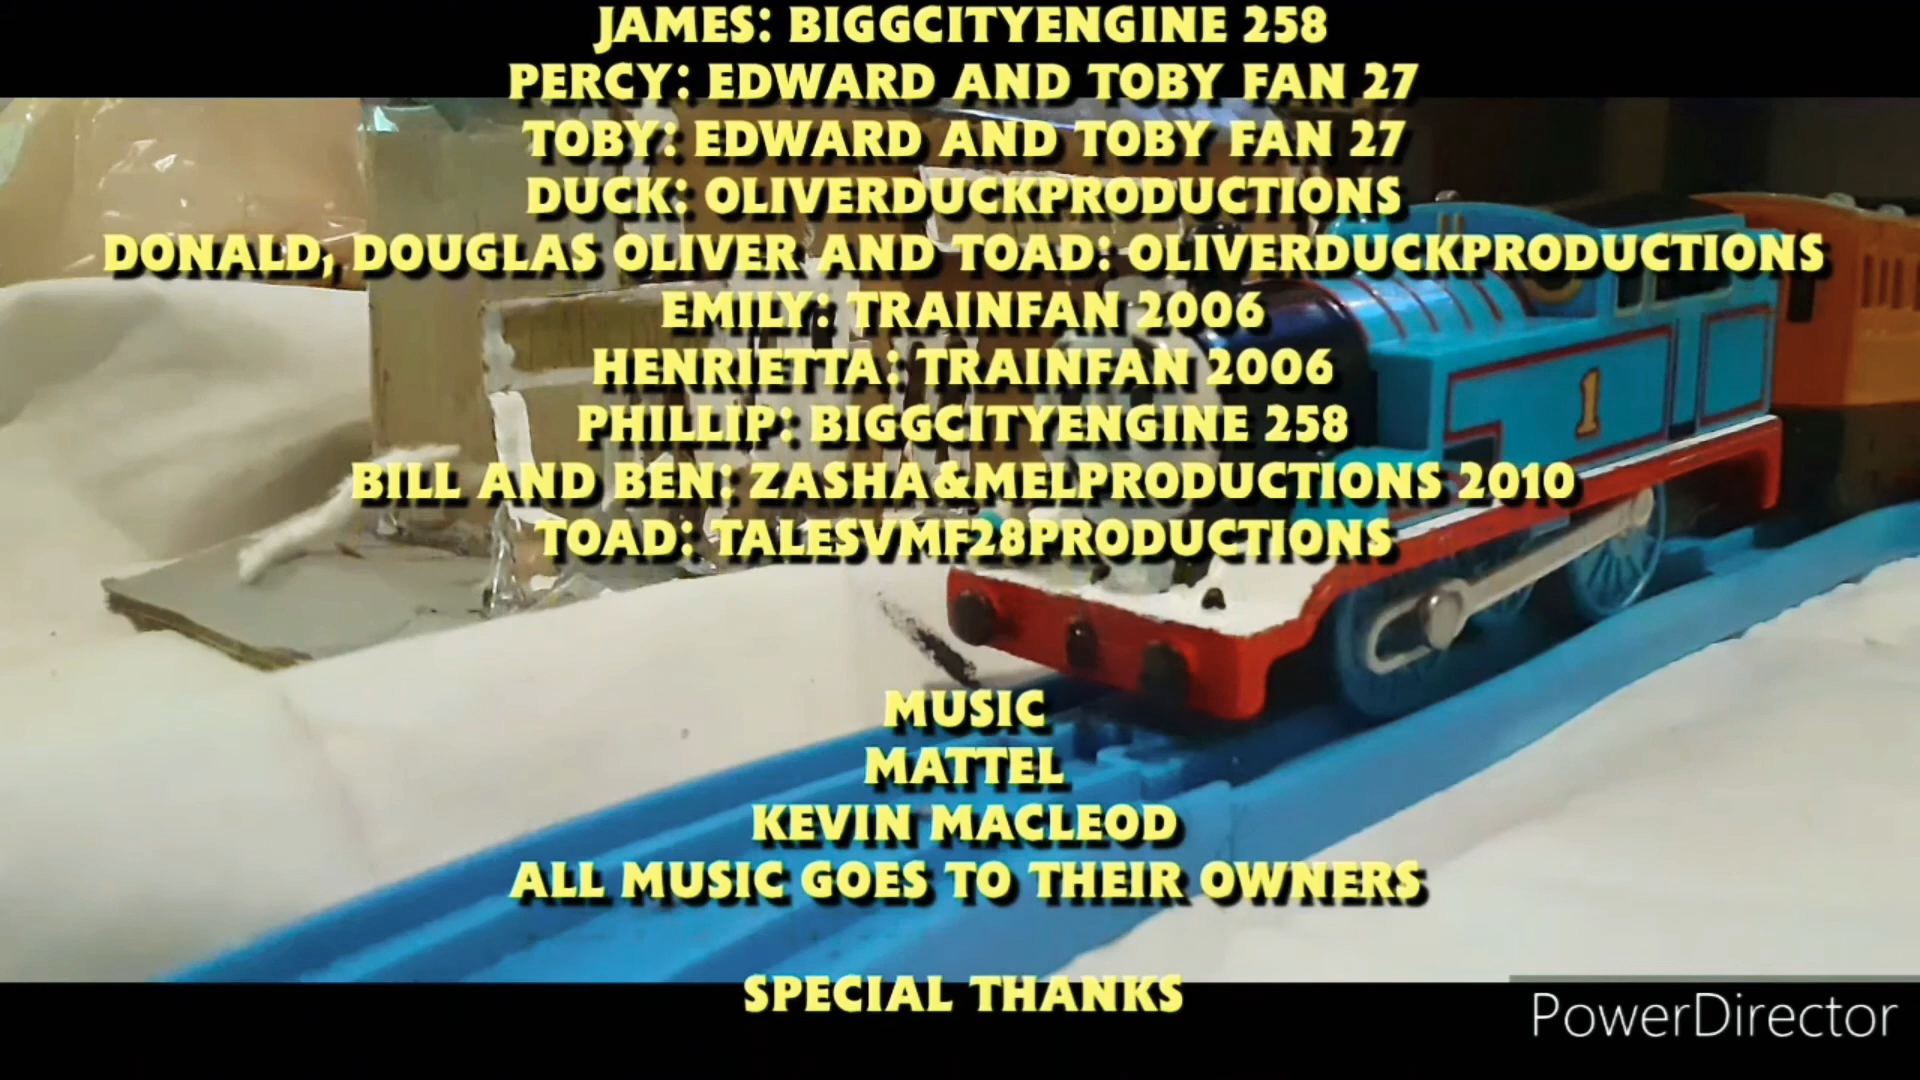 JAMES: BIGGCITYENGINE 258
PERCY: EDWARD AND TOBY FAN 27
TOBY: EDWARD AND TOBY FAN 27
DUCK: OLIVERDUCKPRODUCTIONS
DONALD, DOUGLAS OLIVER AND TOAD: OLIVERDUCKPRODUCTIONS
EMILY: TRAINFAN 2006
HENRIETTA: TRAINFAN 2006
PHILLIP: BIGGCITYENGINE 258
BILL AND BEN: ZASHA&MELPRODUCTIONS 2010
TOAD: TALESVMF28PRODUCTIONS
1
MUSIC
MATTEL
KEVIN MACLEOD
ALL MUSIC GOES TO THEIR OWNERS
SPECIAL THANKS
PowerDirector